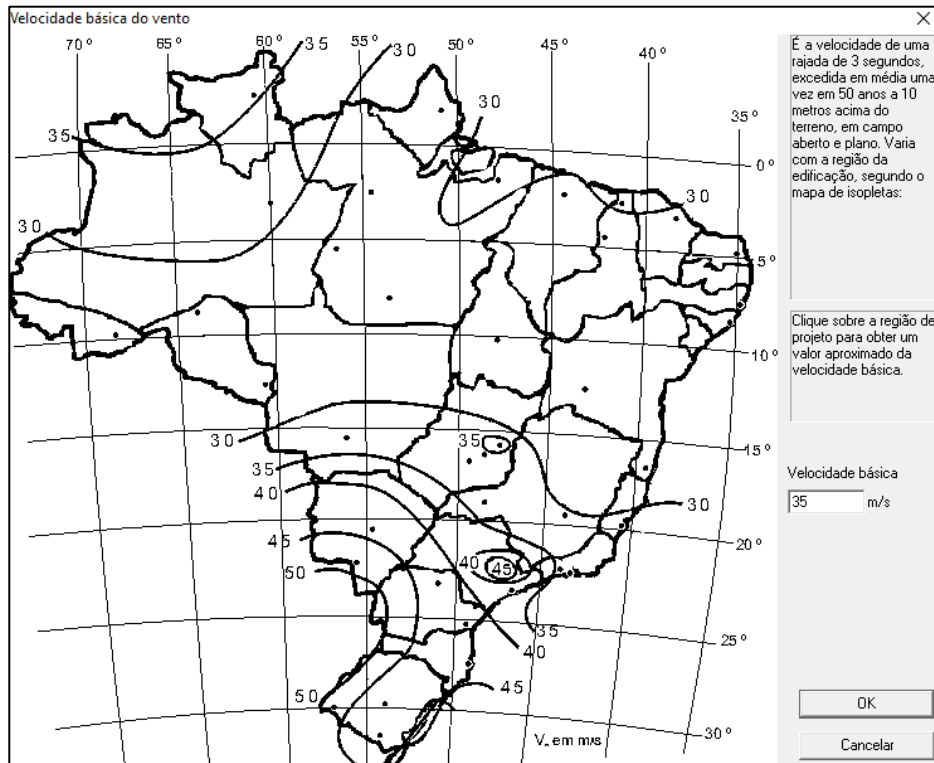 Velocidade básica do vento
70 º 65 º 60 º 35 55 º 30 50 º 45 º 40 º
35 º
30
35
0 º
30
30
5 º
10 º
30
35
15 º
35
40
30
45
20 º
40 45
50
35
25 º
40
45
50
V₀ em m/s
30 º
É a velocidade de uma
rajada de 3 segundos,
excedida em média uma
vez em 50 anos a 10
metros acima do
terreno, em campo
aberto e plano. Varia
com a região da
edificação, segundo o
mapa de isopletas:
Clique sobre a região de
projeto para obter um
valor aproximado da
velocidade básica.
Velocidade básica
35 m/s
OK
Cancelar